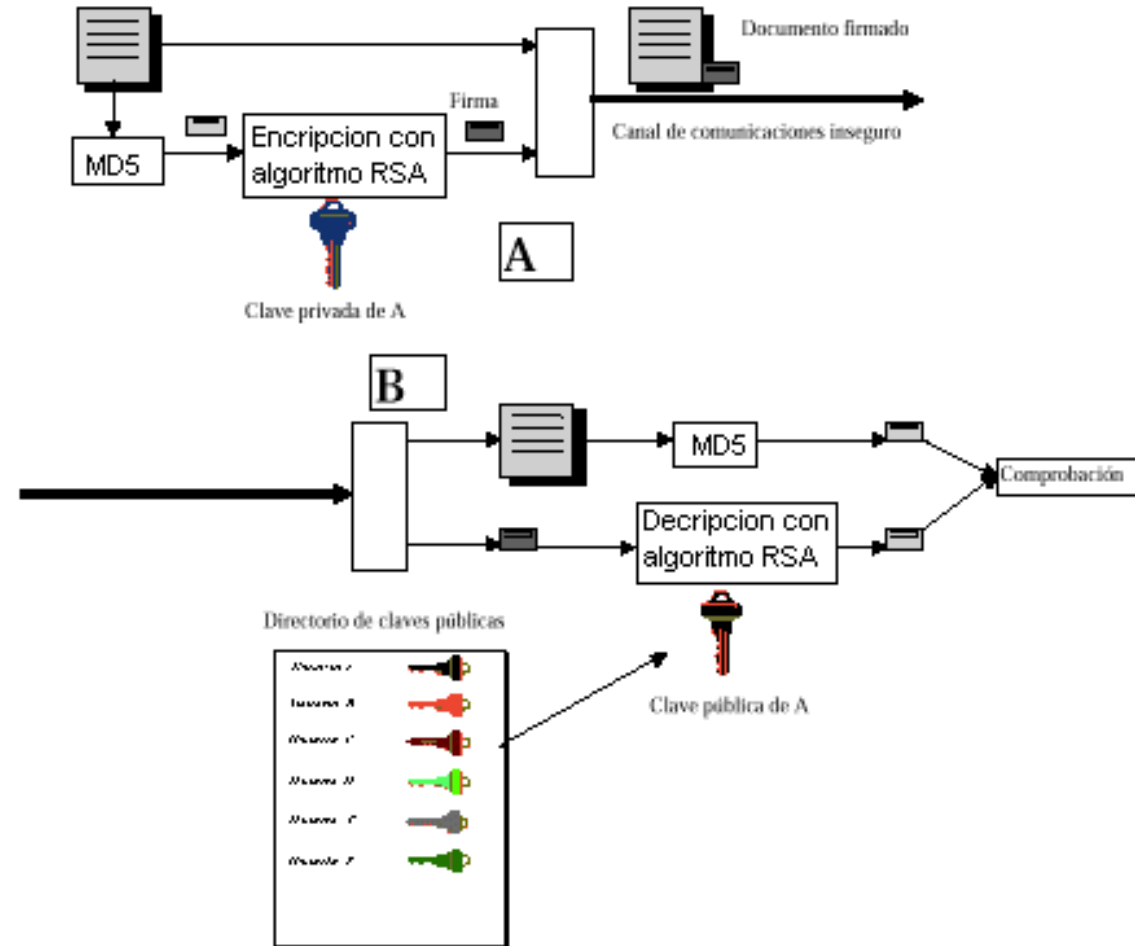 Documento firmado
Firma
Canal de comunicaciones inseguro
MD5
Encripcion con
algoritmo RSA
A
Clave privada de A
B
MD5
Comprobación
Decripcion con
algoritmo RSA
Directorio de claves públicas
Clave pública de A